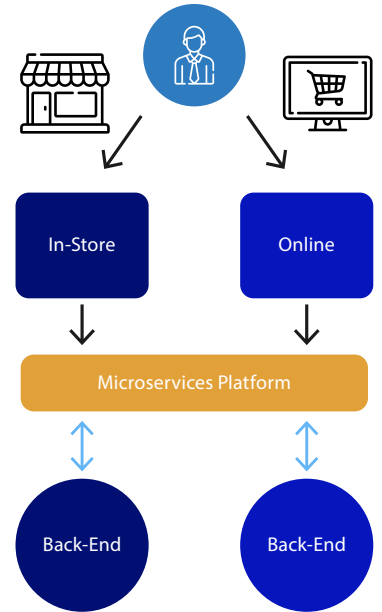 In-Store
Online
Microservices Platform
Back-End
Back-End